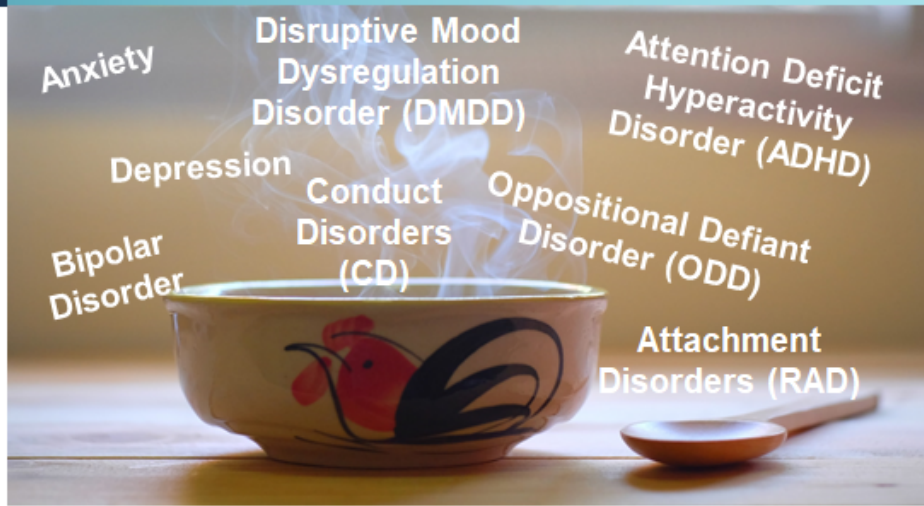 Anxiety
Disruptive Mood
Dysregulation
Disorder (DMDD)
Attention Deficit
Hyperactivity
Disorder (ADHD)
Depression
Conduct
Disorders
(CD)
Oppositional Defiant
Disorder (ODD)
Bipolar
Disorder
Attachment
Disorders (RAD)